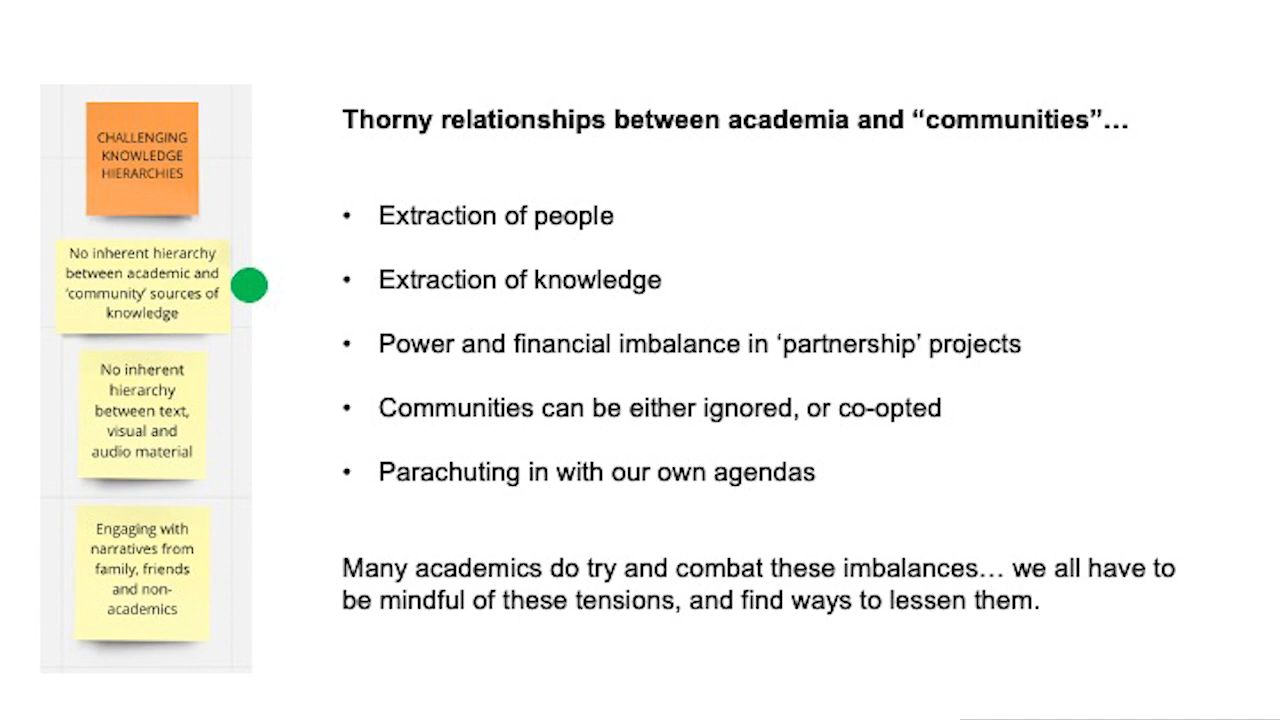 CHALLENGING
KNOWLEDGE
HIERARCHIES
No inherent hierarchy
between academic and
‘community’ sources of
knowledge
No inherent
hierarchy
between text,
visual and
audio material
Engaging with
narratives from
family, friends
and non-
academics
Thorny relationships between academia and “communities”…
• Extraction of people
• Extraction of knowledge
• Power and financial imbalance in ‘partnership’ projects
• Communities can be either ignored, or co-opted
• Parachuting in with our own agendas
Many academics do try and combat these imbalances… we all have to
be mindful of these tensions, and find ways to lessen them.